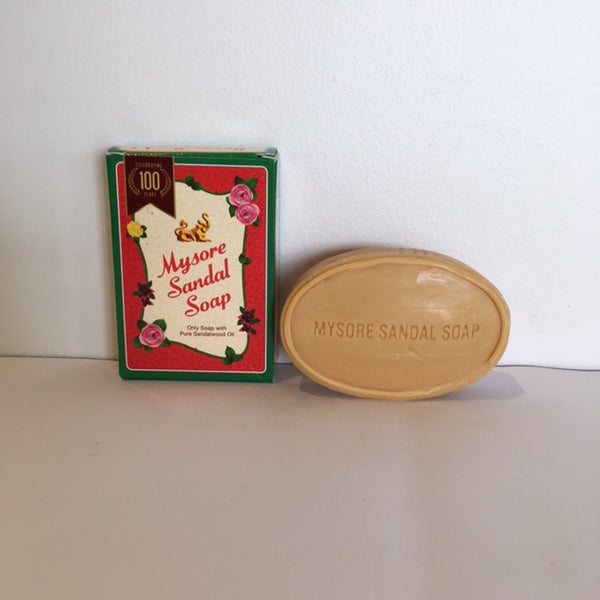 CELEBRATING
100
YEARS
Mysore
Sandal
Soap
Only Soap with
Pure Sandalwood Oil
MYSORE SANDAL SOAP